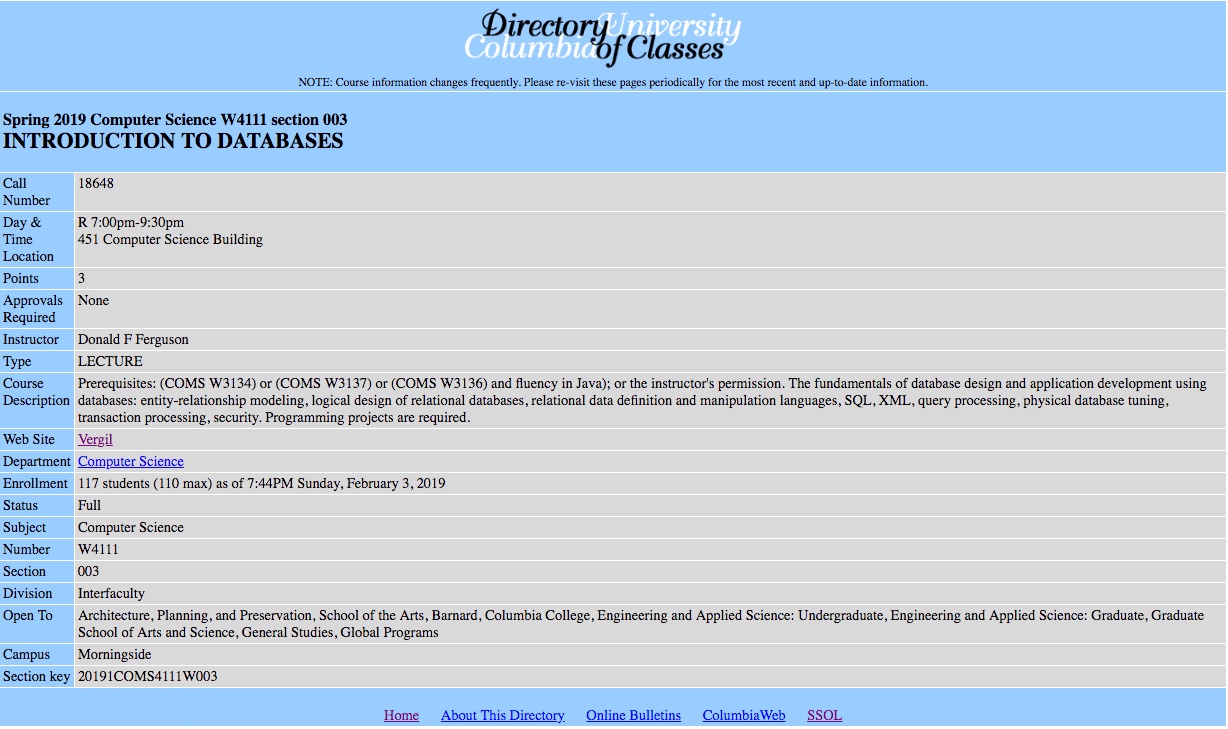 Directory University
Columbia of Classes
NOTE: Course information changes frequently. Please re-visit these pages periodically for the most recent and up-to-date information.
Spring 2019 Computer Science W4111 section 003
INTRODUCTION TO DATABASES
Call Number 18648
Day & Time Location R 7:00pm-9:30pm
451 Computer Science Building
Points 3
Approvals Required None
Instructor Donald F Ferguson
Type LECTURE
Course Description Prerequisites: (COMS W3134) or (COMS W3137) or (COMS W3136) and fluency in Java); or the instructor's permission. The fundamentals of database design and application development using
databases: entity-relationship modeling, logical design of relational databases, relational data definition and manipulation languages, SQL, XML, query processing, physical database tuning,
transaction processing, security. Programming projects are required.
Web Site Vergil
Department Computer Science
Enrollment 117 students (110 max) as of 7:44PM Sunday, February 3, 2019
Status Full
Subject Computer Science
Number W4111
Section 003
Division Interfaculty
Open To Architecture, Planning, and Preservation, School of the Arts, Barnard, Columbia College, Engineering and Applied Science: Undergraduate, Engineering and Applied Science: Graduate, Graduate
School of Arts and Science, General Studies, Global Programs
Campus Morningside
Section key 20191COMS4111W003
Home About This Directory Online Bulletins ColumbiaWeb SSOL